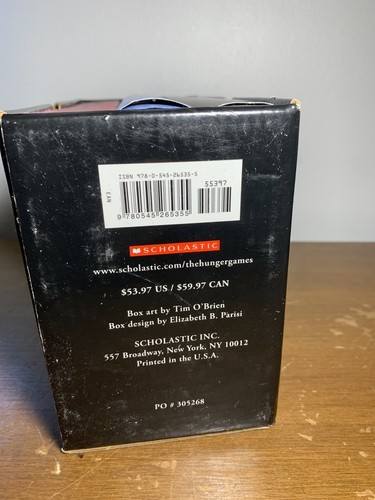 ISBN 978-0-545-26535-5
55397
EAN
9 780545 265355
SCHOLASTIC
www.scholastic.com/thehungergames
$53.97 US / $59.97 CAN
Box art by Tim O'Brien
Box design by Elizabeth B. Parisi
SCHOLASTIC INC.
557 Broadway, New York, NY 10012
Printed in the U.S.A.
PO # 305268